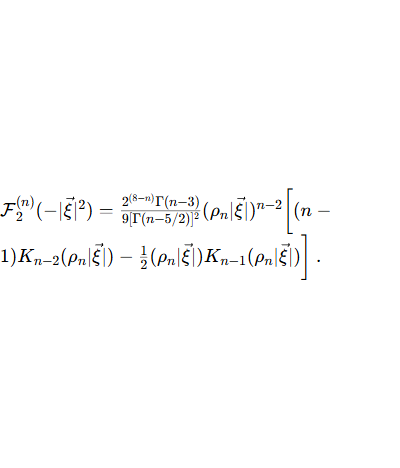 $\mathcal{F}_2^{(n)}(-|\vec{\xi}|^2) = \frac{2^{(8-n)}\Gamma(n-3)}{9[\Gamma(n-5/2)]^2}(\rho_n|\vec{\xi}|)^{n-2}\Big[(n-$
$1)K_{n-2}(\rho_n|\vec{\xi}|) - \frac{1}{2}(\rho_n|\vec{\xi}|)K_{n-1}(\rho_n|\vec{\xi}|)\Big]\ .$